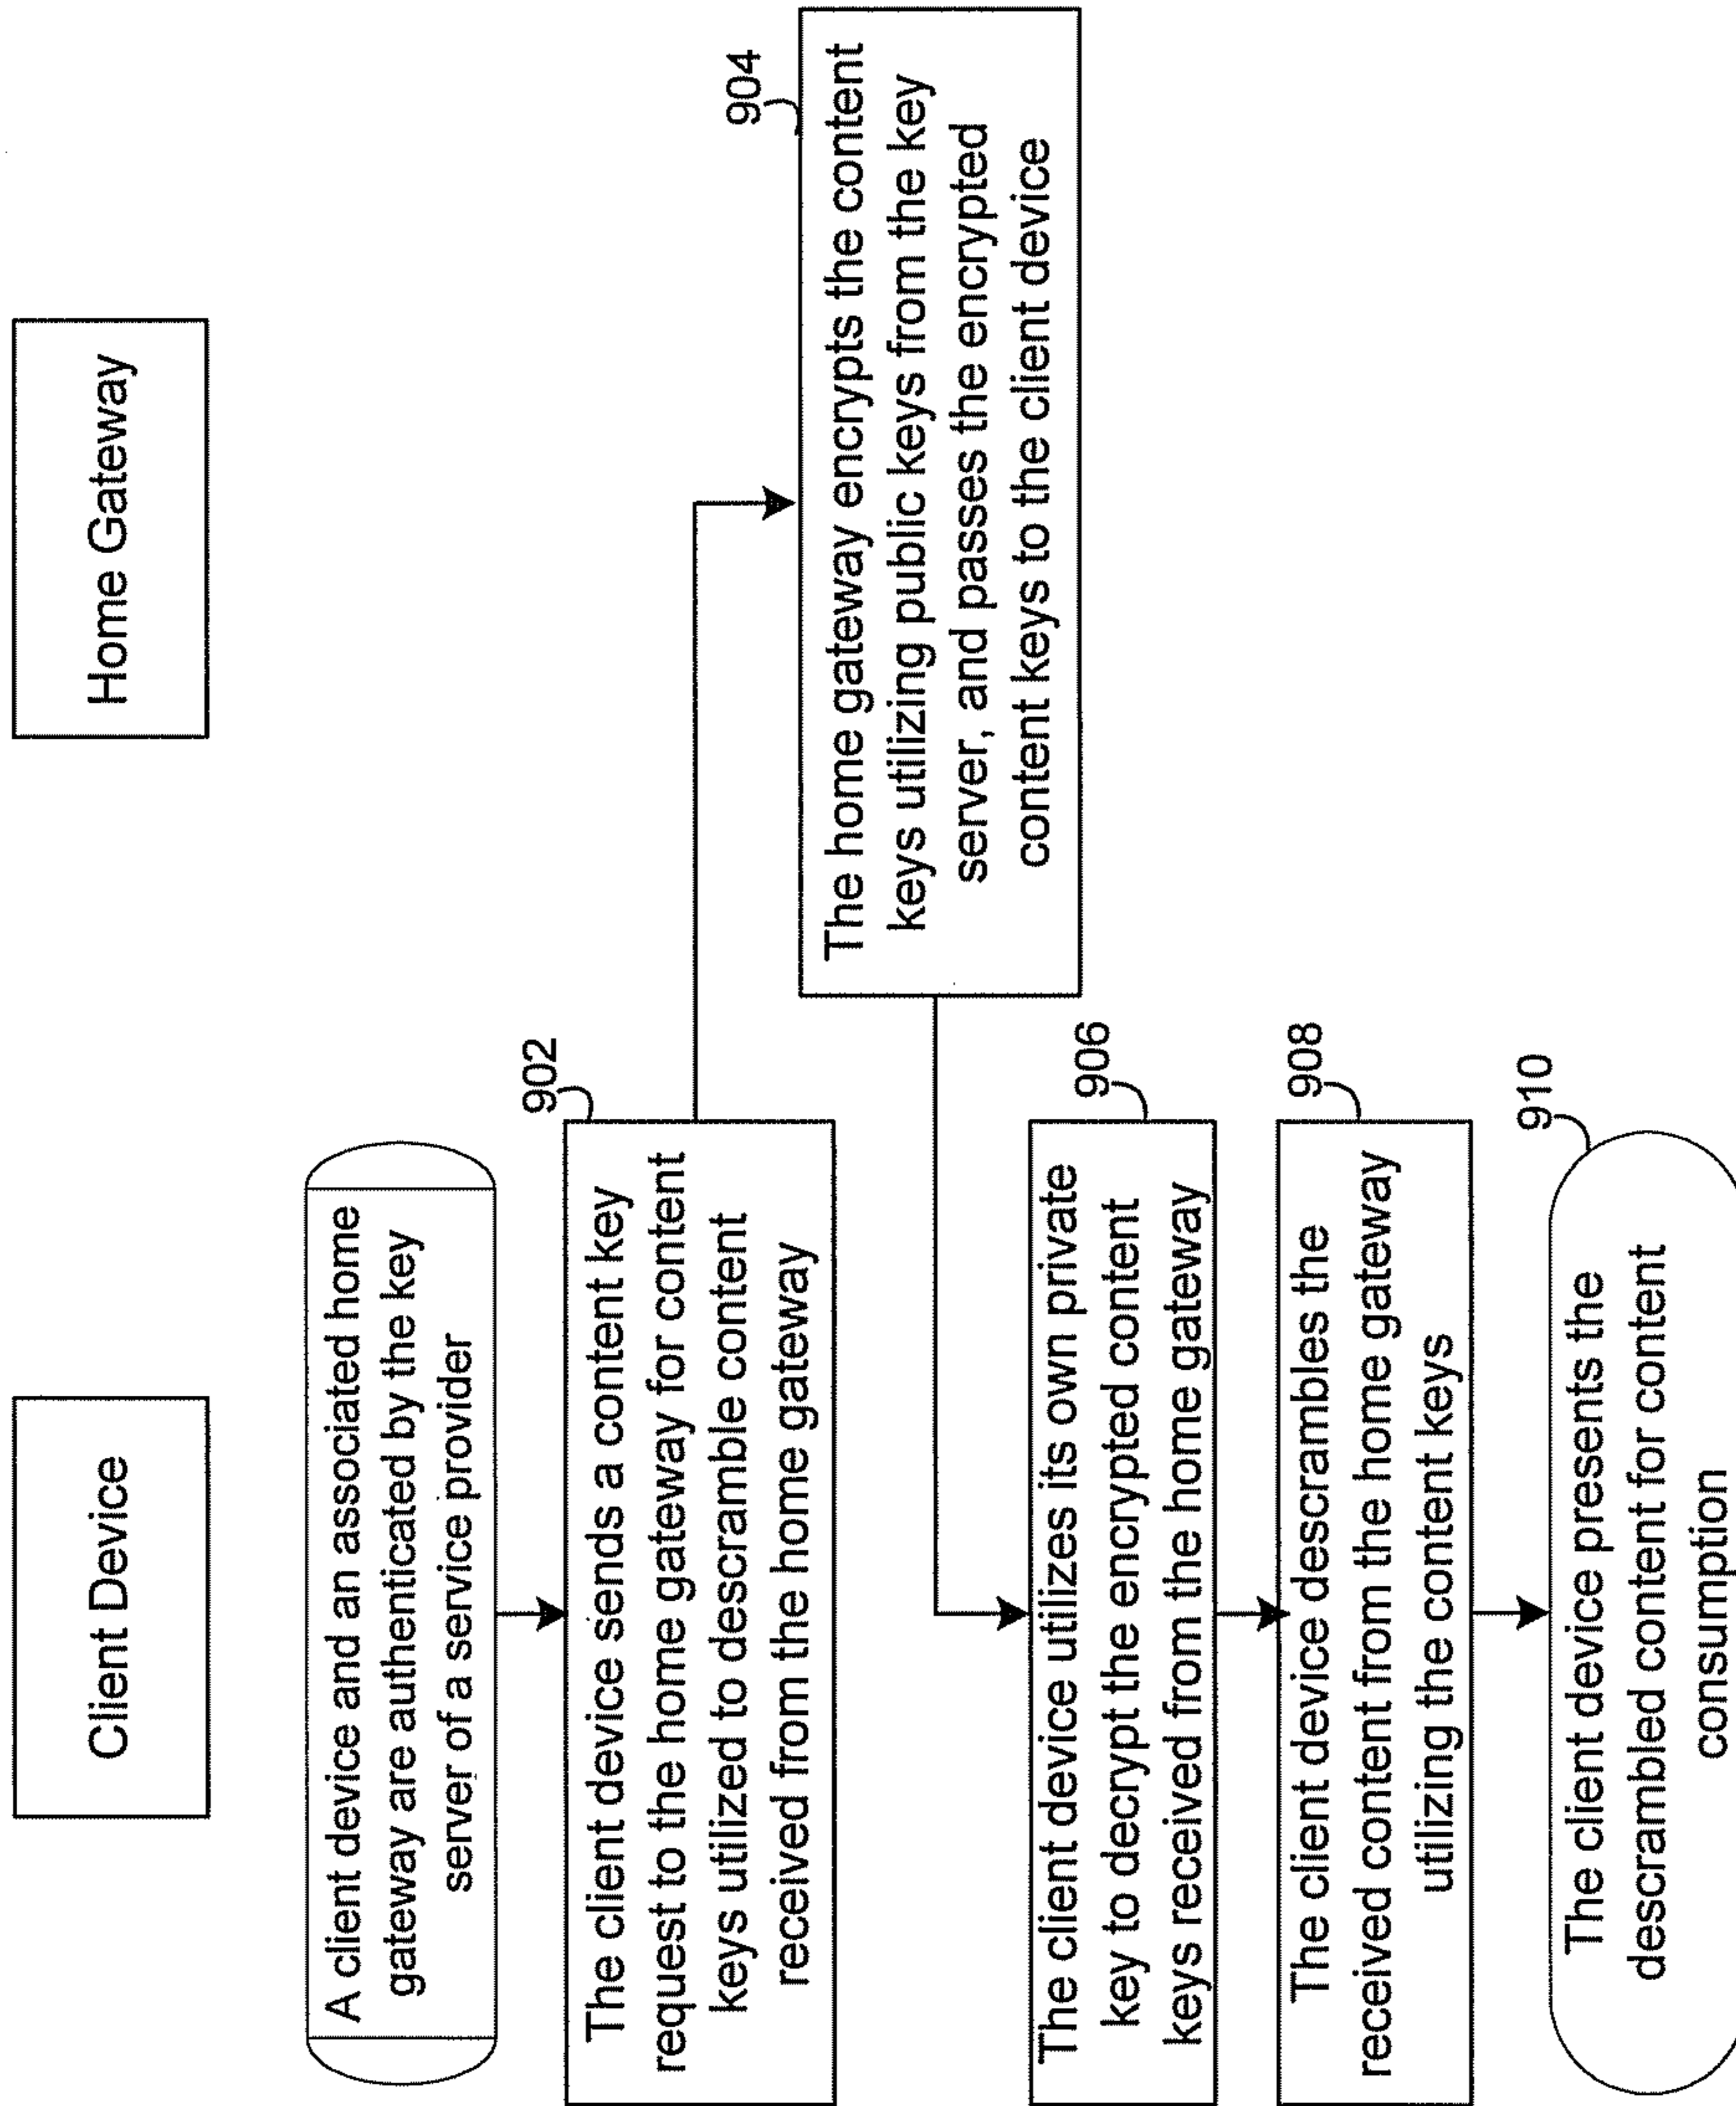 Client Device
Home Gateway
A client device and an associated home
gateway are authenticated by the key
server of a service provider
902
The client device sends a content key
request to the home gateway for content
keys utilized to descramble content
received from the home gateway
904
The home gateway encrypts the content
keys utilizing public keys from the key
server, and passes the encrypted
content keys to the client device
906
The client device utilizes its own private
key to decrypt the encrypted content
keys received from the home gateway
908
The client device descrambles the
received content from the home gateway
utilizing the content keys
910
The client device presents the
descrambled content for content
consumption